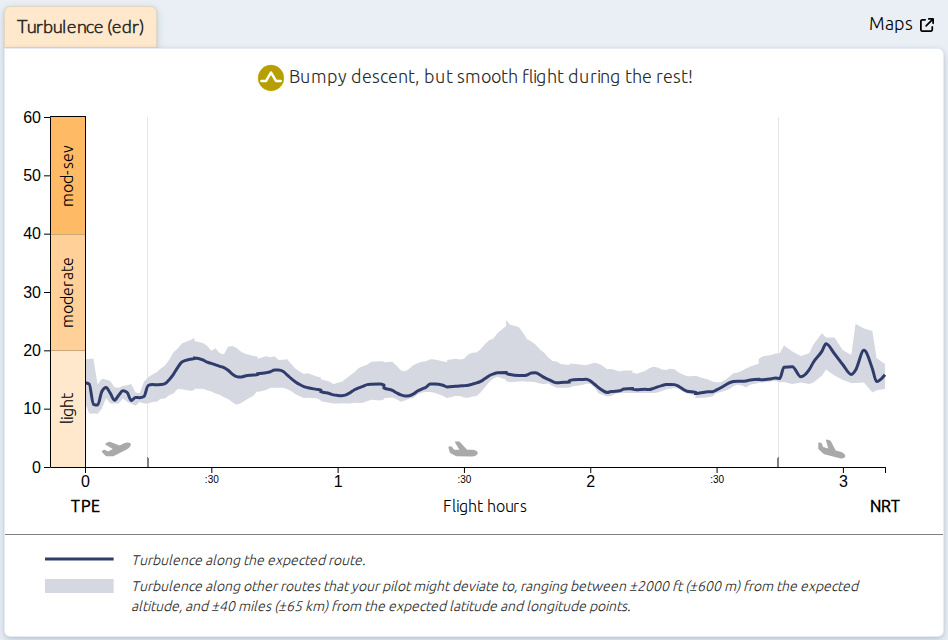 Turbulence (edr)
Maps
Bumpy descent, but smooth flight during the rest!
60
50
40
30
20
10
0
mod-sev
moderate
light
0
:30
1
:30
2
:30
3
TPE
Flight hours
NRT
Turbulence along the expected route.
Turbulence along other routes that your pilot might deviate to, ranging between ±2000 ft (±600 m) from the expected
altitude, and ±40 miles (±65 km) from the expected latitude and longitude points.